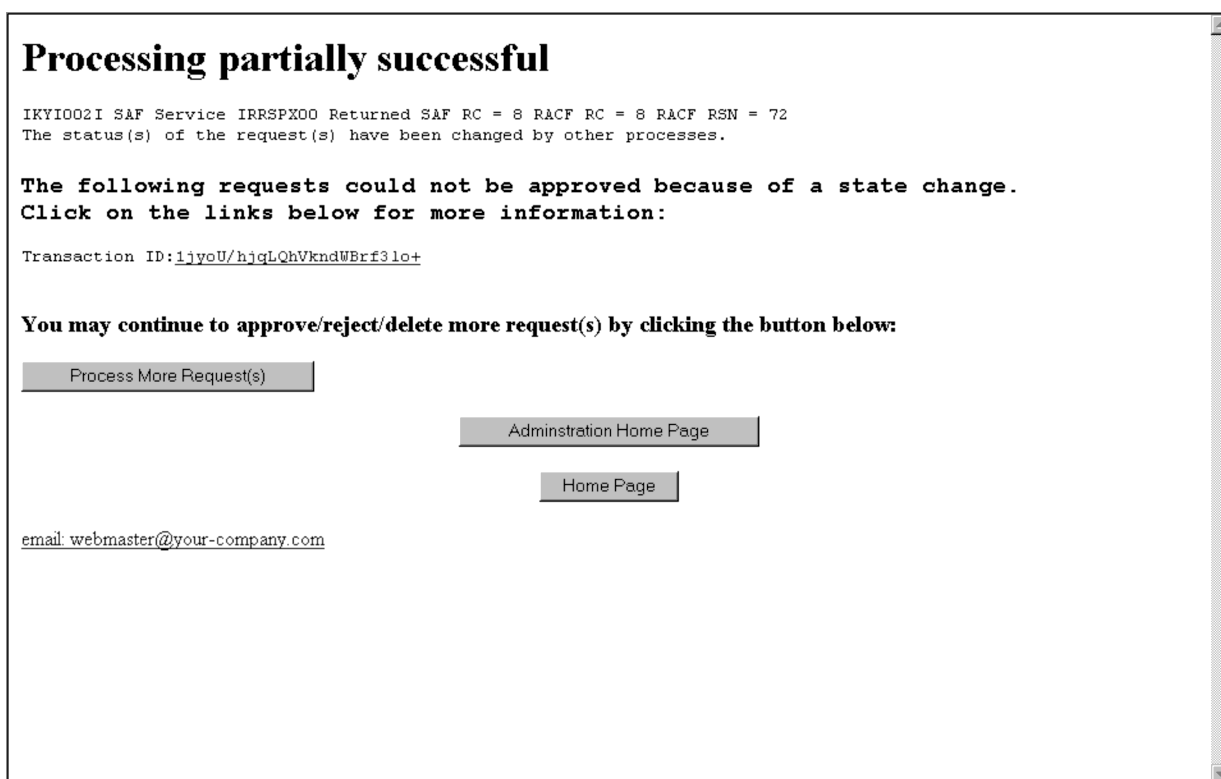 Processing partially successful
IKYI002I SAF Service IRRSPX00 Returned SAF RC = 8 RACF RC = 8 RACF RSN = 72
The status(s) of the request(s) have been changed by other processes.
The following requests could not be approved because of a state change.
Click on the links below for more information:
Transaction ID:1jyoU/hjqLQhVkndWBrf3lo+
You may continue to approve/reject/delete more request(s) by clicking the button below:
Process More Request(s)
Adminstration Home Page
Home Page
email: webmaster@your-company.com